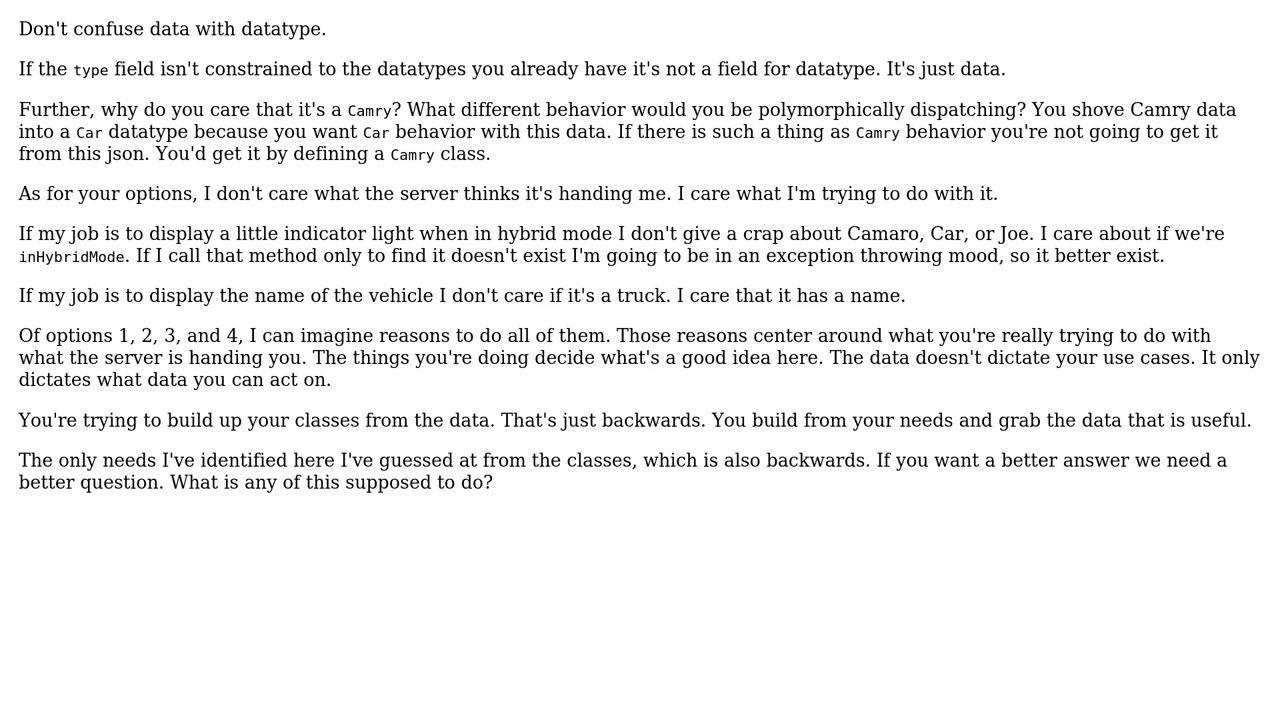 Don't confuse data with datatype.
If the type field isn't constrained to the datatypes you already have it's not a field for datatype. It's just data.
Further, why do you care that it's a Camry? What different behavior would you be polymorphically dispatching? You shove Camry data
into a Car datatype because you want Car behavior with this data. If there is such a thing as Camry behavior you're not going to get it
from this json. You'd get it by defining a Camry class.
As for your options, I don't care what the server thinks it's handing me. I care what I'm trying to do with it.
If my job is to display a little indicator light when in hybrid mode I don't give a crap about Camaro, Car, or Joe. I care about if we're
inHybridMode. If I call that method only to find it doesn't exist I'm going to be in an exception throwing mood, so it better exist.
If my job is to display the name of the vehicle I don't care if it's a truck. I care that it has a name.
Of options 1, 2, 3, and 4, I can imagine reasons to do all of them. Those reasons center around what you're really trying to do with
what the server is handing you. The things you're doing decide what's a good idea here. The data doesn't dictate your use cases. It only
dictates what data you can act on.
You're trying to build up your classes from the data. That's just backwards. You build from your needs and grab the data that is useful.
The only needs I've identified here I've guessed at from the classes, which is also backwards. If you want a better answer we need a
better question. What is any of this supposed to do?